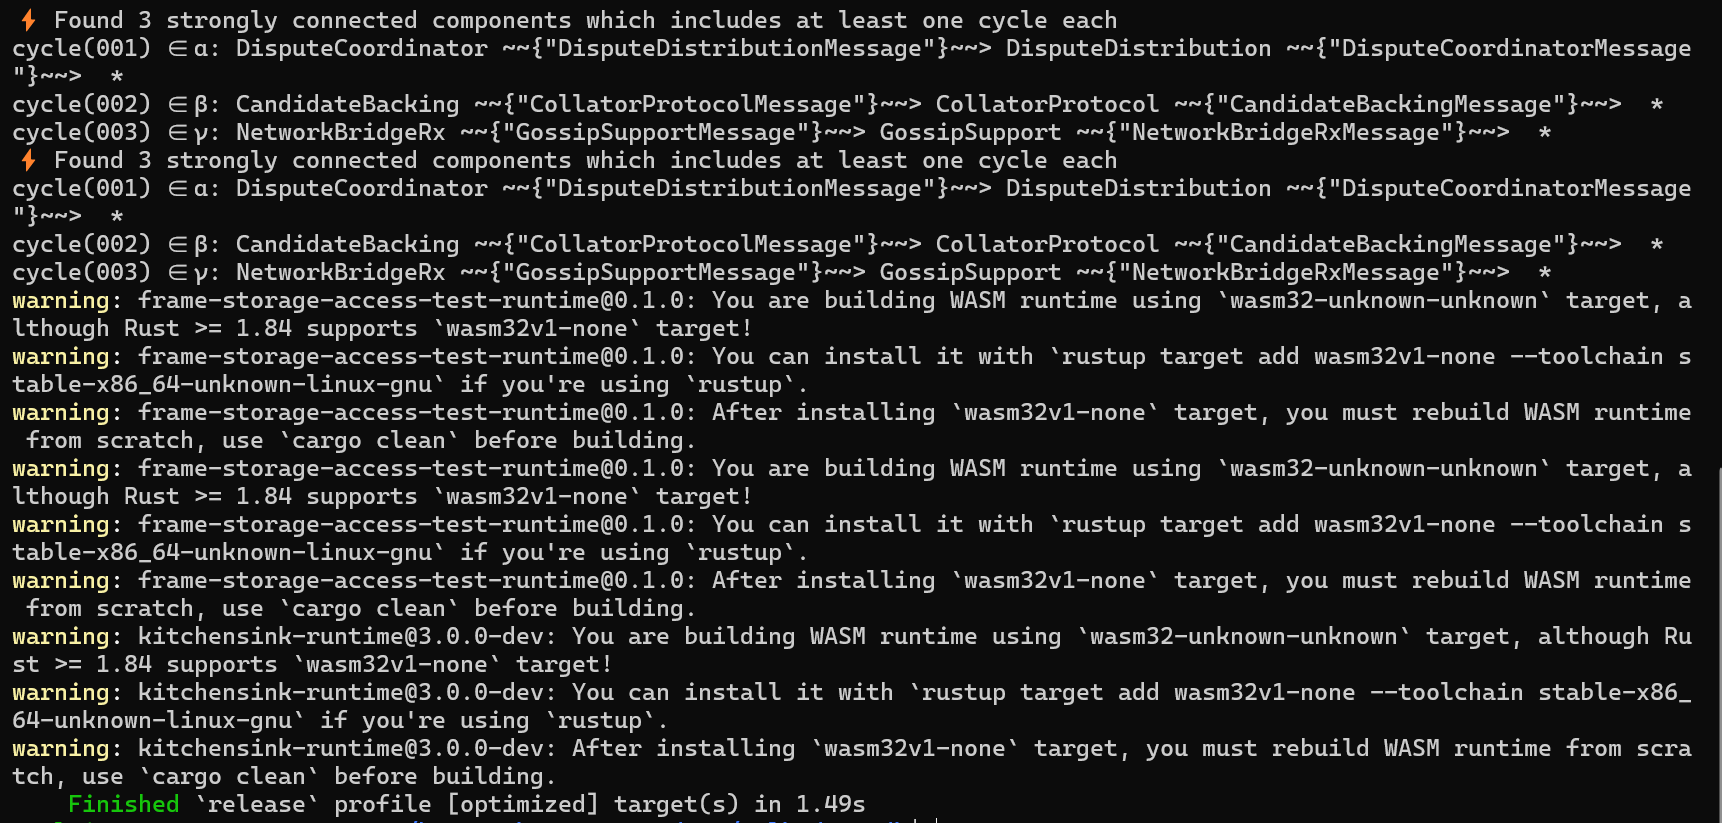 ⚡ Found 3 strongly connected components which includes at least one cycle each
cycle(001) ∈ α: DisputeCoordinator ~~{"DisputeDistributionMessage"}~~> DisputeDistribution ~~{"DisputeCoordinatorMessage
"}~~>  *
cycle(002) ∈ β: CandidateBacking ~~{"CollatorProtocolMessage"}~~> CollatorProtocol ~~{"CandidateBackingMessage"}~~>  *
cycle(003) ∈ γ: NetworkBridgeRx ~~{"GossipSupportMessage"}~~> GossipSupport ~~{"NetworkBridgeRxMessage"}~~>  *
⚡ Found 3 strongly connected components which includes at least one cycle each
cycle(001) ∈ α: DisputeCoordinator ~~{"DisputeDistributionMessage"}~~> DisputeDistribution ~~{"DisputeCoordinatorMessage
"}~~>  *
cycle(002) ∈ β: CandidateBacking ~~{"CollatorProtocolMessage"}~~> CollatorProtocol ~~{"CandidateBackingMessage"}~~>  *
cycle(003) ∈ γ: NetworkBridgeRx ~~{"GossipSupportMessage"}~~> GossipSupport ~~{"NetworkBridgeRxMessage"}~~>  *
warning: frame-storage-access-test-runtime@0.1.0: You are building WASM runtime using `wasm32-unknown-unknown` target, a
lthough Rust >= 1.84 supports `wasm32v1-none` target!
warning: frame-storage-access-test-runtime@0.1.0: You can install it with `rustup target add wasm32v1-none --toolchain s
table-x86_64-unknown-linux-gnu` if you're using `rustup`.
warning: frame-storage-access-test-runtime@0.1.0: After installing `wasm32v1-none` target, you must rebuild WASM runtime
 from scratch, use `cargo clean` before building.
warning: frame-storage-access-test-runtime@0.1.0: You are building WASM runtime using `wasm32-unknown-unknown` target, a
lthough Rust >= 1.84 supports `wasm32v1-none` target!
warning: frame-storage-access-test-runtime@0.1.0: You can install it with `rustup target add wasm32v1-none --toolchain s
table-x86_64-unknown-linux-gnu` if you're using `rustup`.
warning: frame-storage-access-test-runtime@0.1.0: After installing `wasm32v1-none` target, you must rebuild WASM runtime
 from scratch, use `cargo clean` before building.
warning: kitchensink-runtime@3.0.0-dev: You are building WASM runtime using `wasm32-unknown-unknown` target, although Ru
st >= 1.84 supports `wasm32v1-none` target!
warning: kitchensink-runtime@3.0.0-dev: You can install it with `rustup target add wasm32v1-none --toolchain stable-x86_
64-unknown-linux-gnu` if you're using `rustup`.
warning: kitchensink-runtime@3.0.0-dev: After installing `wasm32v1-none` target, you must rebuild WASM runtime from scra
tch, use `cargo clean` before building.
    Finished `release` profile [optimized] target(s) in 1.49s